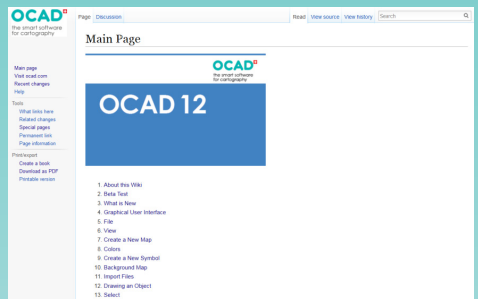 OCAD
the smart software
for cartography
Page Discussion Read View source View history Search
Main Page
Main page
Visit ocad.com
Recent changes
Help
Tools
What links here
Related changes
Special pages
Permanent link
Page information
Print/export
Create a book
Download as PDF
Printable version
OCAD
the smart software
for cartography
OCAD 12
1. About this Wiki
2. Beta Test
3. What is New
4. Graphical User Interface
5. File
6. View
7. Create a New Map
8. Colors
9. Create a New Symbol
10. Background Map
11. Import Files
12. Drawing an Object
13. Select